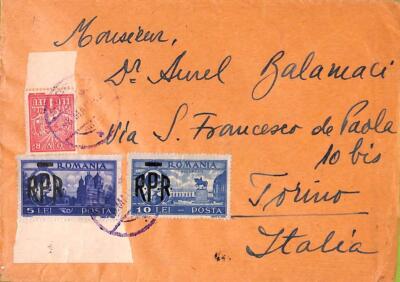 Monsieur,
Dr Aurel Balamaci
Via S. Francesco de Paola
10 bis
Torino
Italia
ROMANIA
RPR
5 LEI POSTA
ROMANIA
RPR
10 LEI POSTA